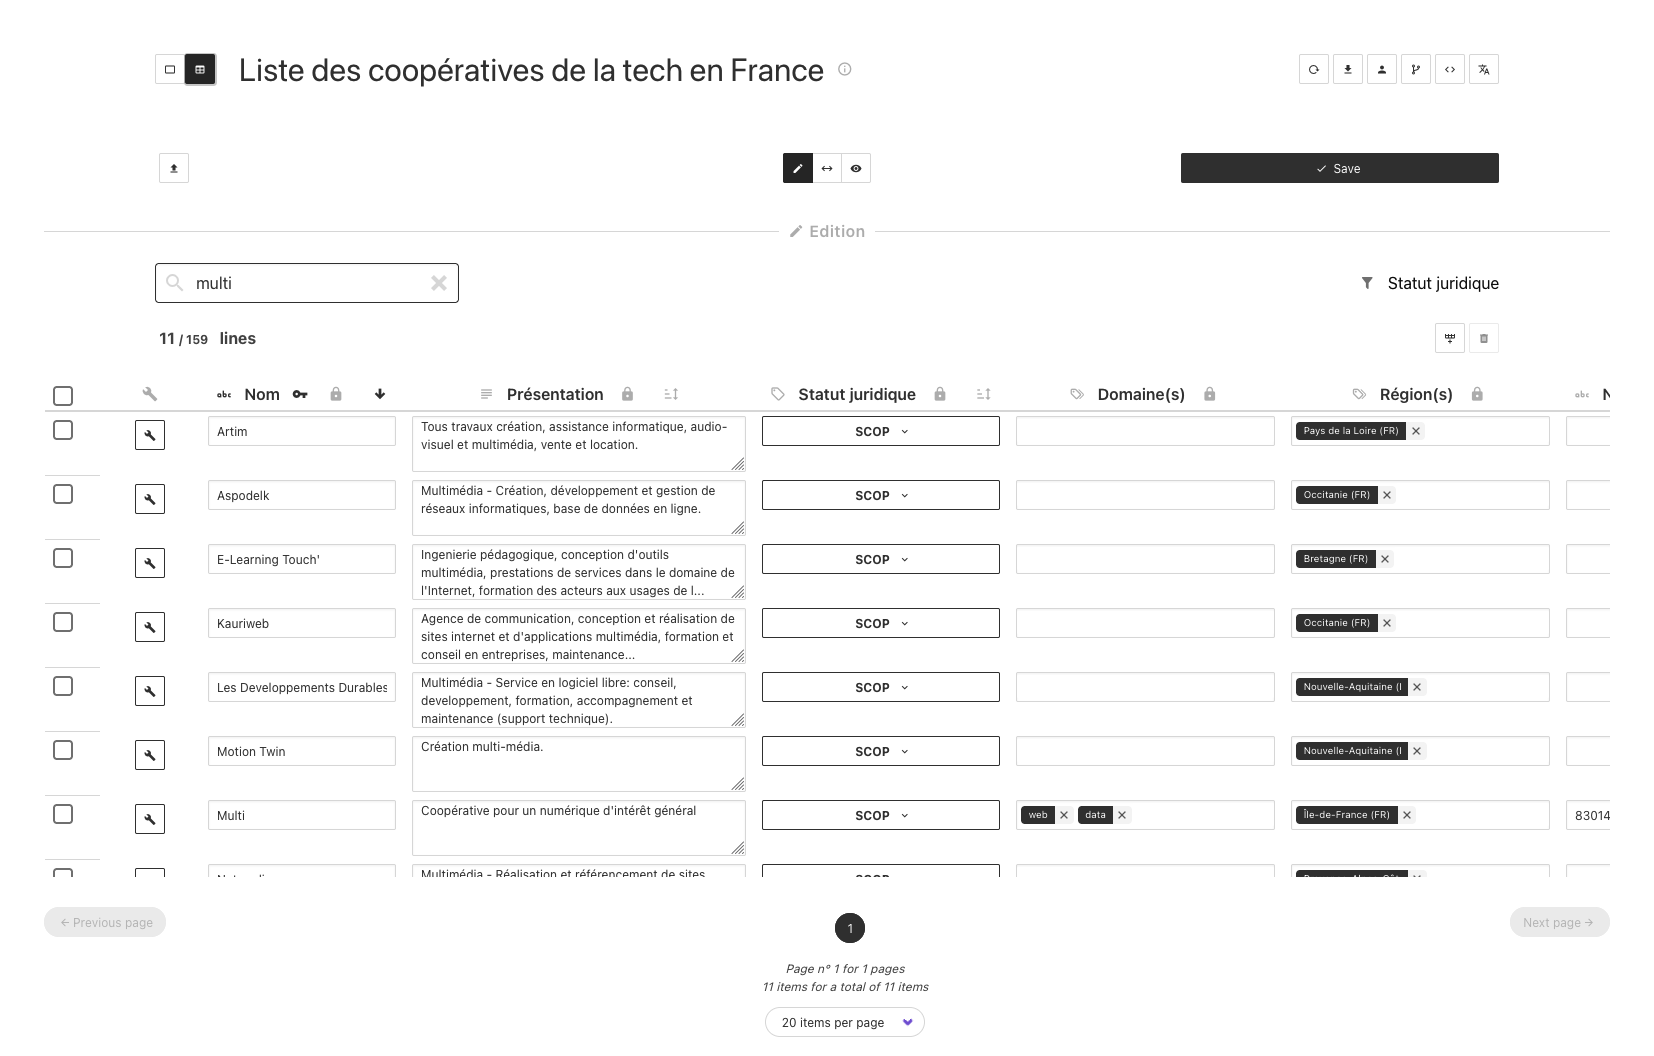 Liste des coopératives de la tech en France
Save
Edition
multi
Statut juridique
11 / 159 lines
abc Nom Présentation Statut juridique Domaine(s) Région(s) abc N
Artim
Tous travaux création, assistance informatique, audio-
visuel et multimédia, vente et location.
SCOP
Pays de la Loire (FR)
Aspodelk
Multimédia - Création, développement et gestion de
réseaux informatiques, base de données en ligne.
SCOP
Occitanie (FR)
E-Learning Touch'
Ingenierie pédagogique, conception d'outils
multimédia, prestations de services dans le domaine de
l'Internet, formation des acteurs aux usages de l...
SCOP
Bretagne (FR)
Kauriweb
Agence de communication, conception et réalisation de
sites internet et d'applications multimédia, formation et
conseil en entreprises, maintenance...
SCOP
Occitanie (FR)
Les Developpements Durables
Multimédia - Service en logiciel libre: conseil,
developpement, formation, accompagnement et
maintenance (support technique).
SCOP
Nouvelle-Aquitaine (
Motion Twin
Création multi-média.
SCOP
Nouvelle-Aquitaine (
Multi
Coopérative pour un numérique d'intérêt général
SCOP
web data
Île-de-France (FR)
83014
Multimédia - Réalisation et référencement de sites
SCOP
← Previous page
1
Next page →
Page n° 1 for 1 pages
11 items for a total of 11 items
20 items per page